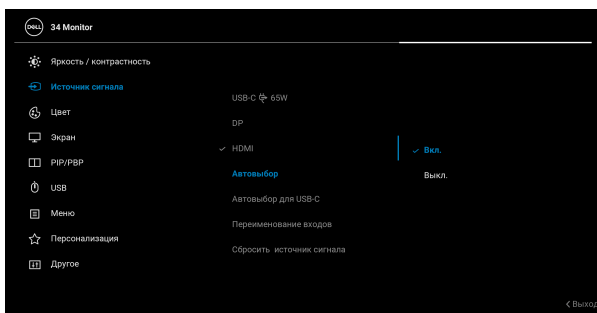 DELL 34 Monitor
Яркость / контрастность
Источник сигнала
Цвет
Экран
PIP/PBP
USB
Меню
Персонализация
Другое
USB-C 65W
DP
HDMI
Автовыбор
Автовыбор для USB-C
Переименование входов
Сбросить источник сигнала
Вкл.
Выкл.
Выход